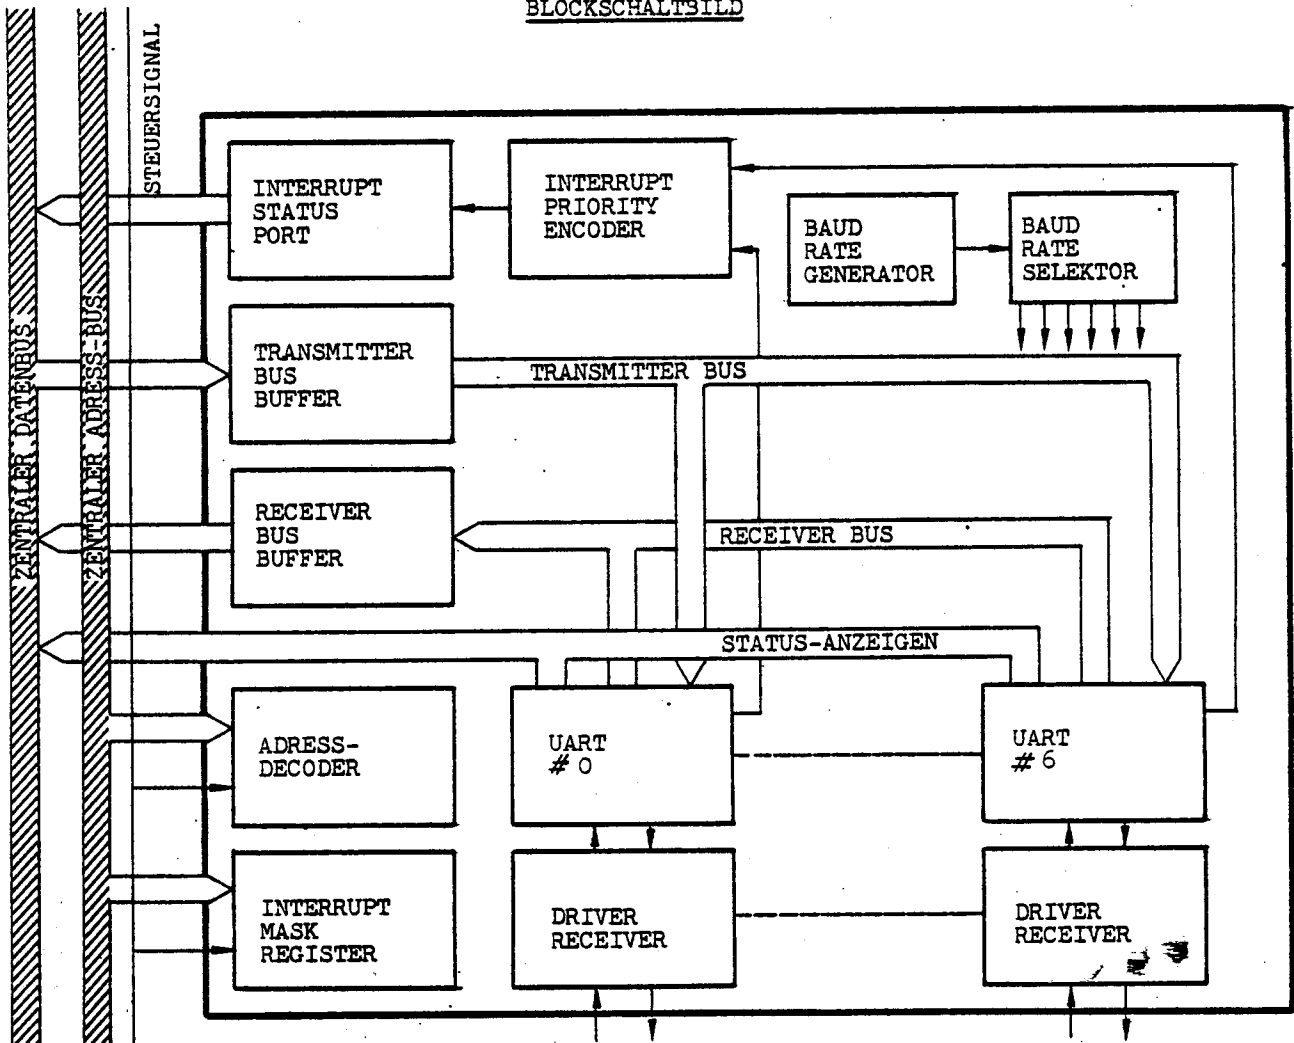 BLOCKSCHALTBILD
STEUERSIGNAL
ZENTRALER DATENBUS
ZENTRALER ADRESS-BUS
INTERRUPT
STATUS
PORT
INTERRUPT
PRIORITY
ENCODER
BAUD
RATE
GENERATOR
BAUD
RATE
SELEKTOR
TRANSMITTER
BUS
BUFFER
TRANSMITTER BUS
RECEIVER
BUS
BUFFER
RECEIVER BUS
STATUS-ANZEIGEN
ADRESS-
DECODER
UART
# 0
UART
# 6
INTERRUPT
MASK
REGISTER
DRIVER
RECEIVER
DRIVER
RECEIVER